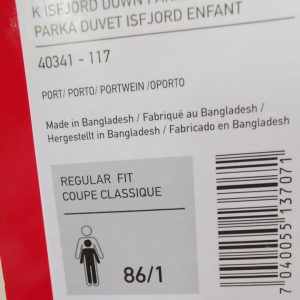 K ISFJORD DOWN PARKA
PARKA DUVET ISFJORD ENFANT
40341 - 117
PORT/ PORTO/ PORTWEIN /OPORTO
Made in Bangladesh / Fabriqué au Bangladesh /
Hergestellt in Bangladesh / Fabricado en Bangladesh
REGULAR FIT
COUPE CLASSIQUE
86/1
7 040055 137071